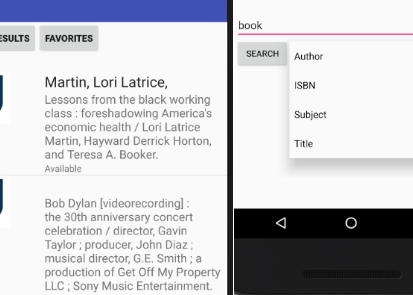 ESULTS
FAVORITES
Martin, Lori Latrice,
Lessons from the black working
class : foreshadowing America's
economic health / Lori Latrice
Martin, Hayward Derrick Horton,
and Teresa A. Booker.
Available
Bob Dylan [videorecording] :
the 30th anniversary concert
celebration / director, Gavin
Taylor ; producer, John Diaz ;
musical director, G.E. Smith ; a
production of Get Off My Property
LLC ; Sony Music Entertainment.
book
SEARCH
Author
ISBN
Subject
Title